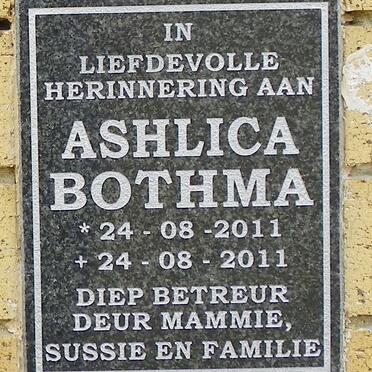 IN
LIEFDEVOLLE
HERINNERING AAN
ASHLICA
BOTHMA
* 24 - 08 -2011
+ 24 - 08 - 2011
DIEP BETREUR
DEUR MAMMIE,
SUSSIE EN FAMILIE